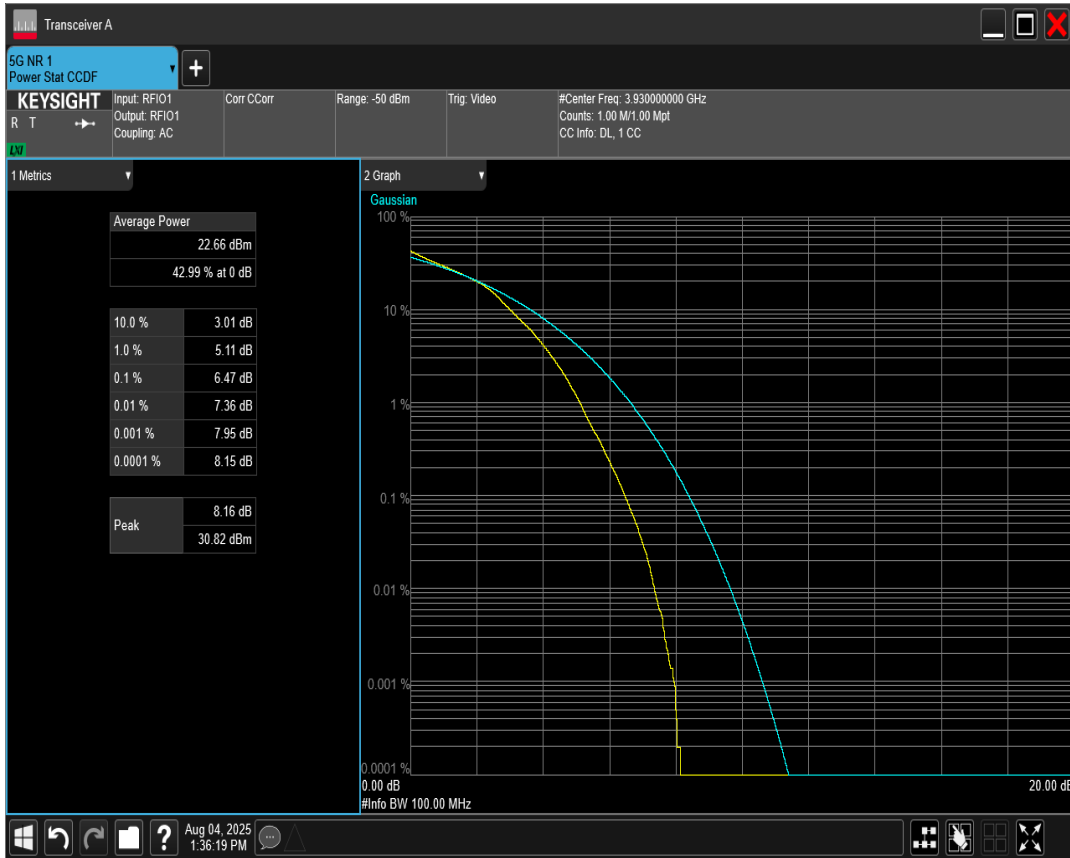 Transceiver A
5G NR 1
Power Stat CCDF
KEYSIGHT
R T
LXI
Input: RFIO1
Output: RFIO1
Coupling: AC
Corr CCorr
Range: -50 dBm
Trig: Video
#Center Freq: 3.930000000 GHz
Counts: 1.00 M/1.00 Mpt
CC Info: DL, 1 CC
1 Metrics
Average Power
22.66 dBm
42.99 % at 0 dB
10.0 % 3.01 dB
1.0 % 5.11 dB
0.1 % 6.47 dB
0.01 % 7.36 dB
0.001 % 7.95 dB
0.0001 % 8.15 dB
Peak 8.16 dB
30.82 dBm
2 Graph
Gaussian
100 %
10 %
1 %
0.1 %
0.01 %
0.001 %
0.0001 %
0.00 dB 20.00 dB
#Info BW 100.00 MHz
? Aug 04, 2025
1:36:19 PM